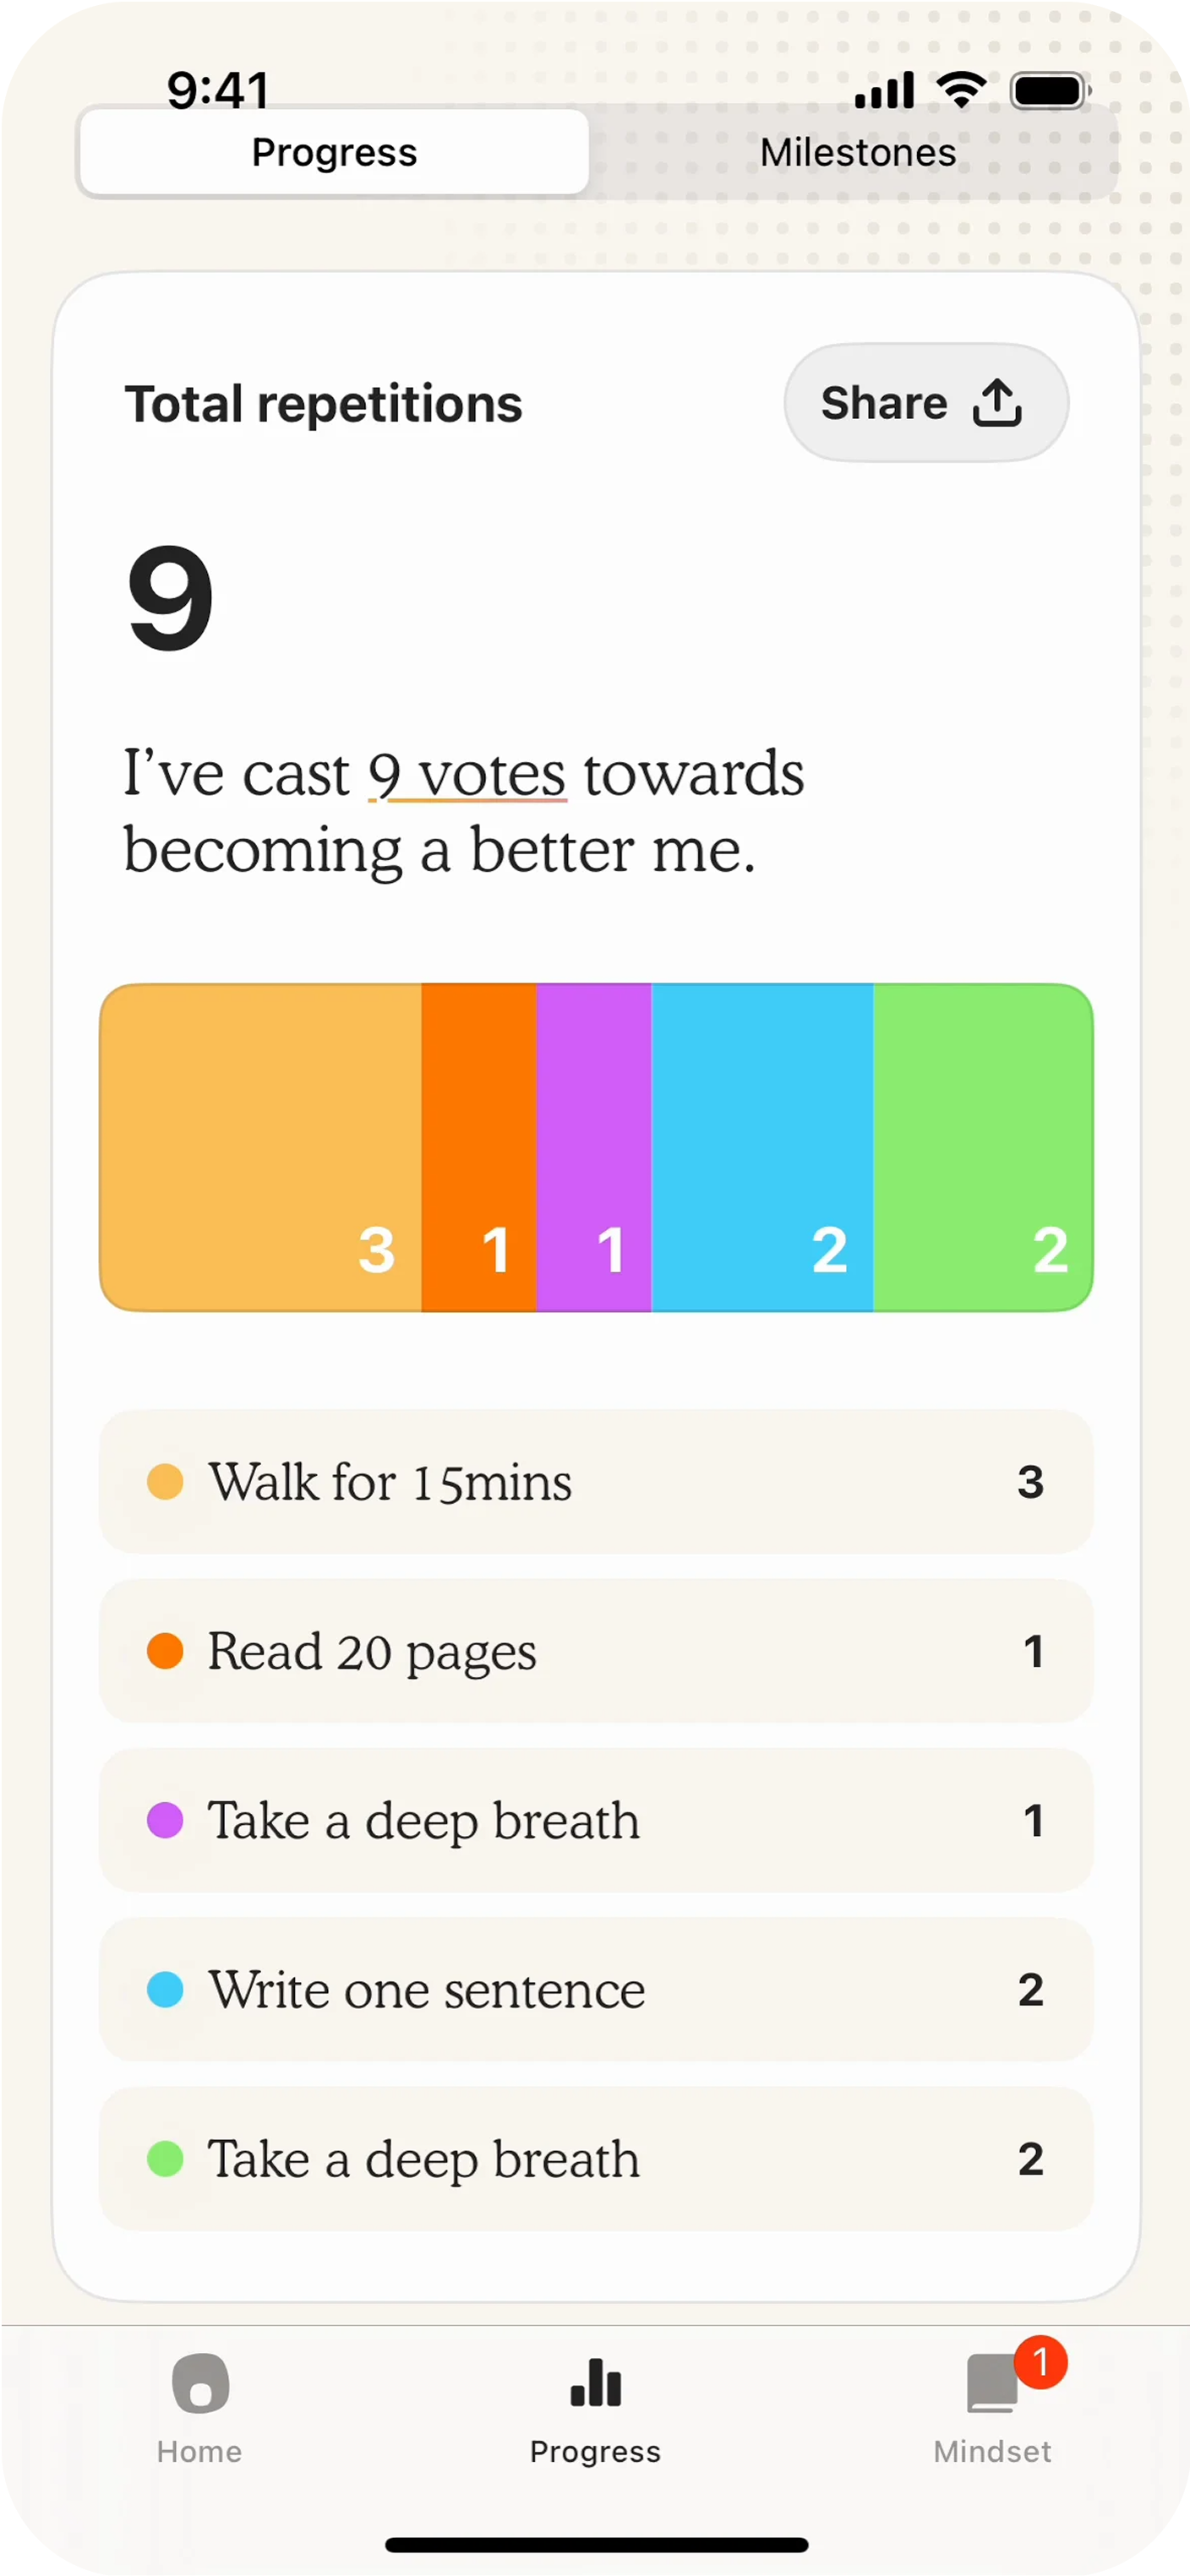 9:41
Progress
Milestones
Total repetitions
Share
9
I’ve cast 9 votes towards
becoming a better me.
3
1
1
2
2
Walk for 15mins
3
Read 20 pages
1
Take a deep breath
1
Write one sentence
2
Take a deep breath
2
1
Home
Progress
Mindset